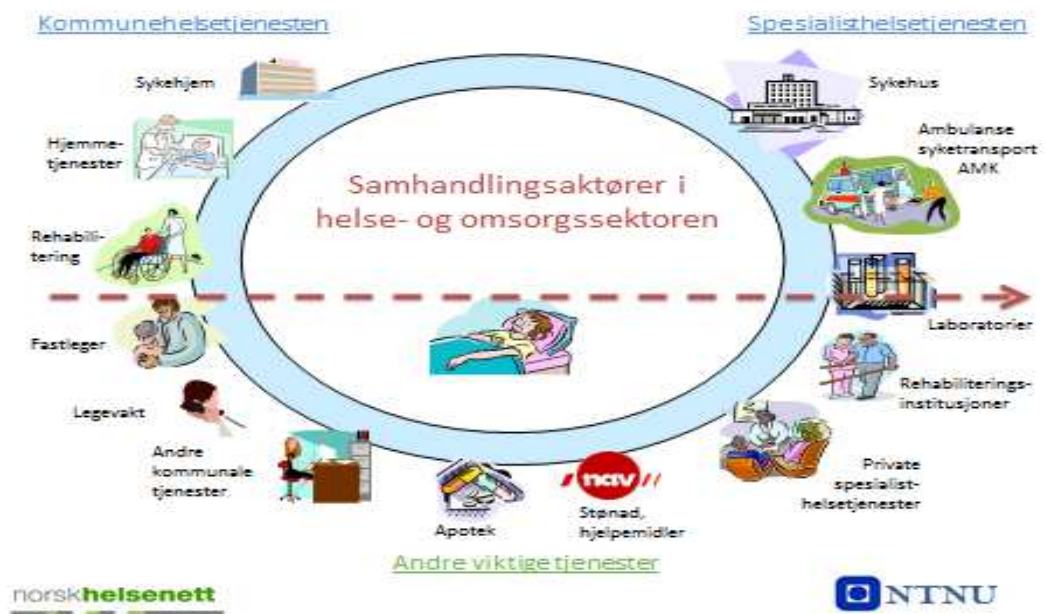 Kommunehelsetjenesten
Spesialisthelsetjenesten
Sykehjem
Sykehus
Hjemme-
tjenester
Ambulanse
syketransport
AMK
Samhandlingsaktører i
helse- og omsorgssektoren
Rehabili-
tering
Fastleger
Laboratorier
Rehabiliterings-
institusjoner
Legevakt
Andre
kommunale
tjenester
Private
spesialist-
helsetjenester
nav
Apotek
Stønad,
hjelpemidler
Andre viktige tjenester
norskhelsenett
NTNU